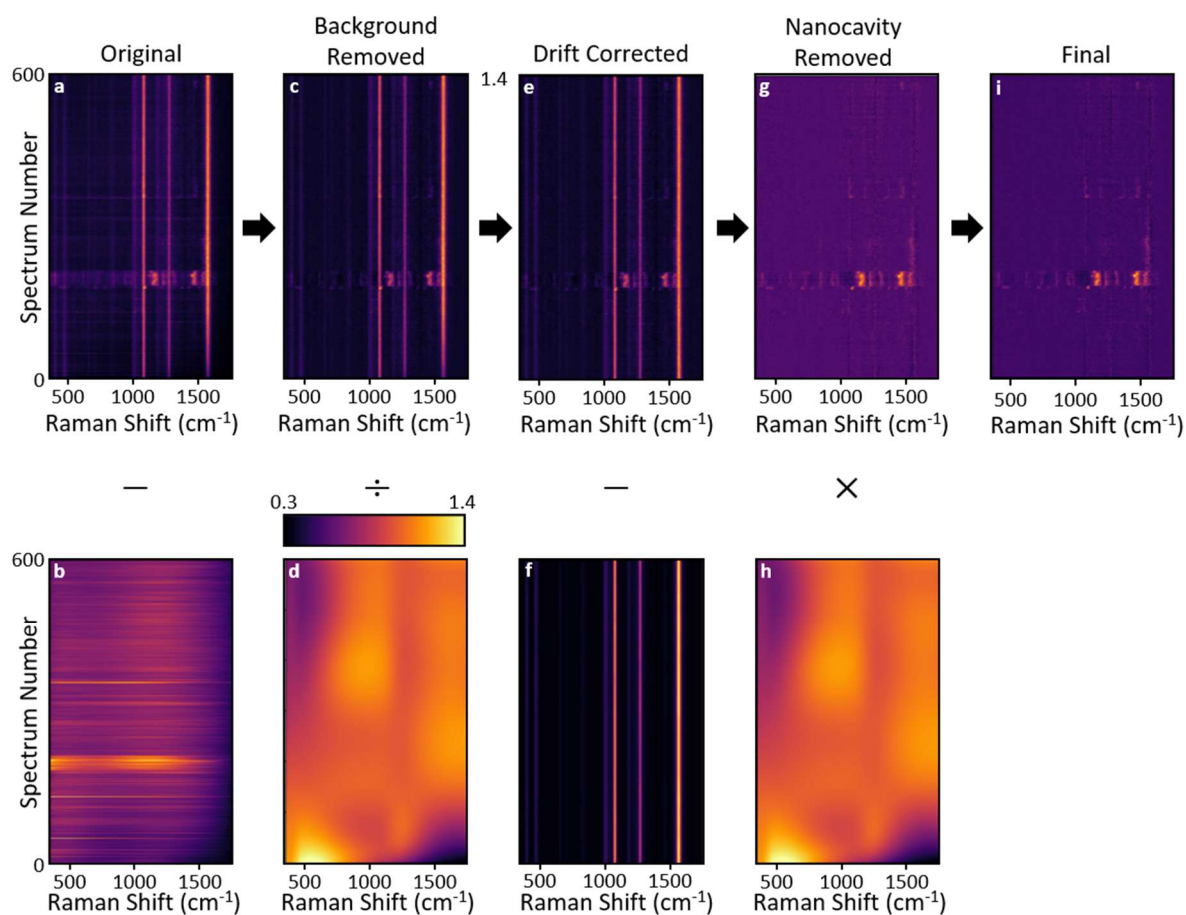 Original
Background
Removed
Drift Corrected
Nanocavity
Removed
Final
600
a
c
1.4
e
g
i
Spectrum Number
0
500 1000 1500
500 1000 1500
500 1000 1500
500 1000 1500
500 1000 1500
Raman Shift (cm⁻¹)
Raman Shift (cm⁻¹)
Raman Shift (cm⁻¹)
Raman Shift (cm⁻¹)
Raman Shift (cm⁻¹)
—
÷
—
×
0.3 1.4
600
b
d
f
h
Spectrum Number
0
500 1000 1500
500 1000 1500
500 1000 1500
500 1000 1500
Raman Shift (cm⁻¹)
Raman Shift (cm⁻¹)
Raman Shift (cm⁻¹)
Raman Shift (cm⁻¹)